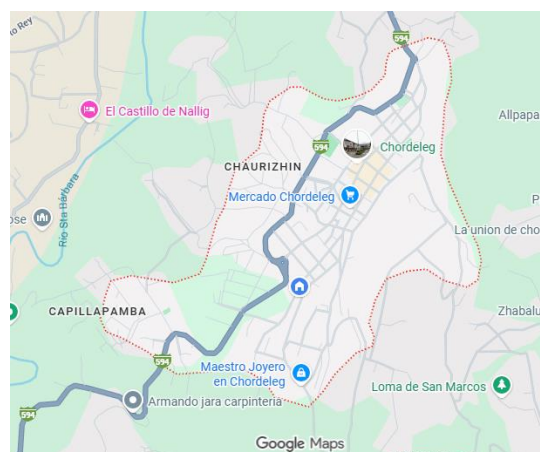 594
o Rey
El Castillo de Nallig
Allpapa
594
Chordeleg
CHAURIZHIN
Mercado Chordeleg
ose
Río Sta Bárbara
La union de cho
Zhabalu
CAPILLAPAMBA
594
Maestro Joyero
en Chordeleg
Loma de San Marcos
Armando jara carpinteria
594
Google Maps